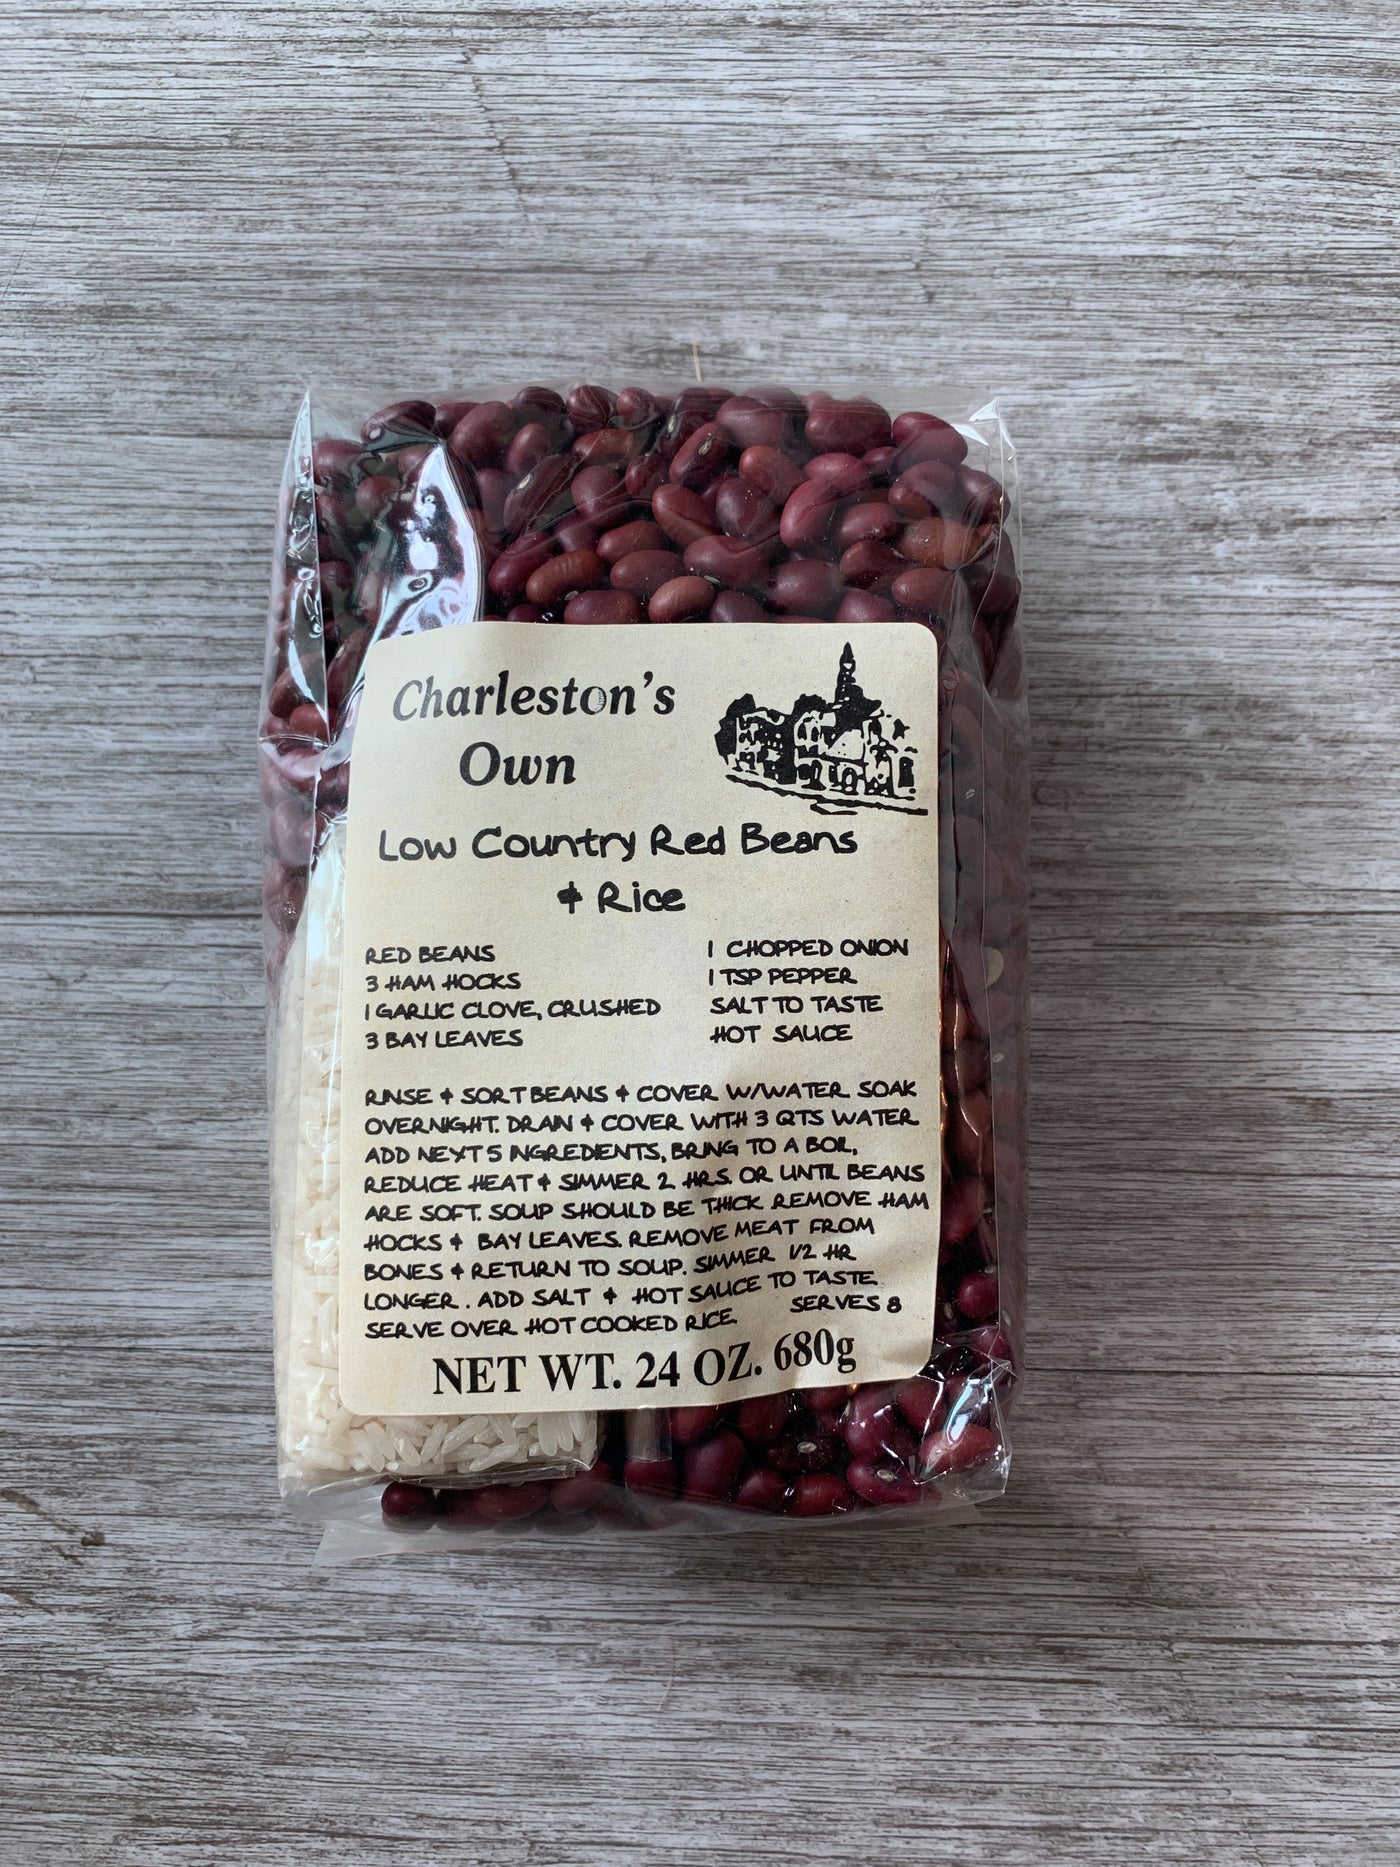 Charleston's
Own
Low Country Red Beans
& Rice
RED BEANS
3 HAM HOCKS
1 GARLIC CLOVE, CRUSHED
3 BAY LEAVES
1 CHOPPED ONION
1 TSP PEPPER
SALT TO TASTE
HOT SAUCE
RINSE & SORT BEANS & COVER W/WATER SOAK
OVERNIGHT. DRAIN & COVER WITH 3 QTS WATER
ADD NEXT 5 INGREDIENTS, BRING TO A BOIL,
REDUCE HEAT & SIMMER 2 HRS. OR UNTIL BEANS
ARE SOFT. SOUP SHOULD BE THICK REMOVE HAM
HOCKS & BAY LEAVES. REMOVE MEAT FROM
BONES & RETURN TO SOUP. SIMMER 1/2 HR
LONGER. ADD SALT & HOT SAUCE TO TASTE.
SERVE OVER HOT COOKED RICE. SERVES 8
NET WT. 24 OZ. 680g